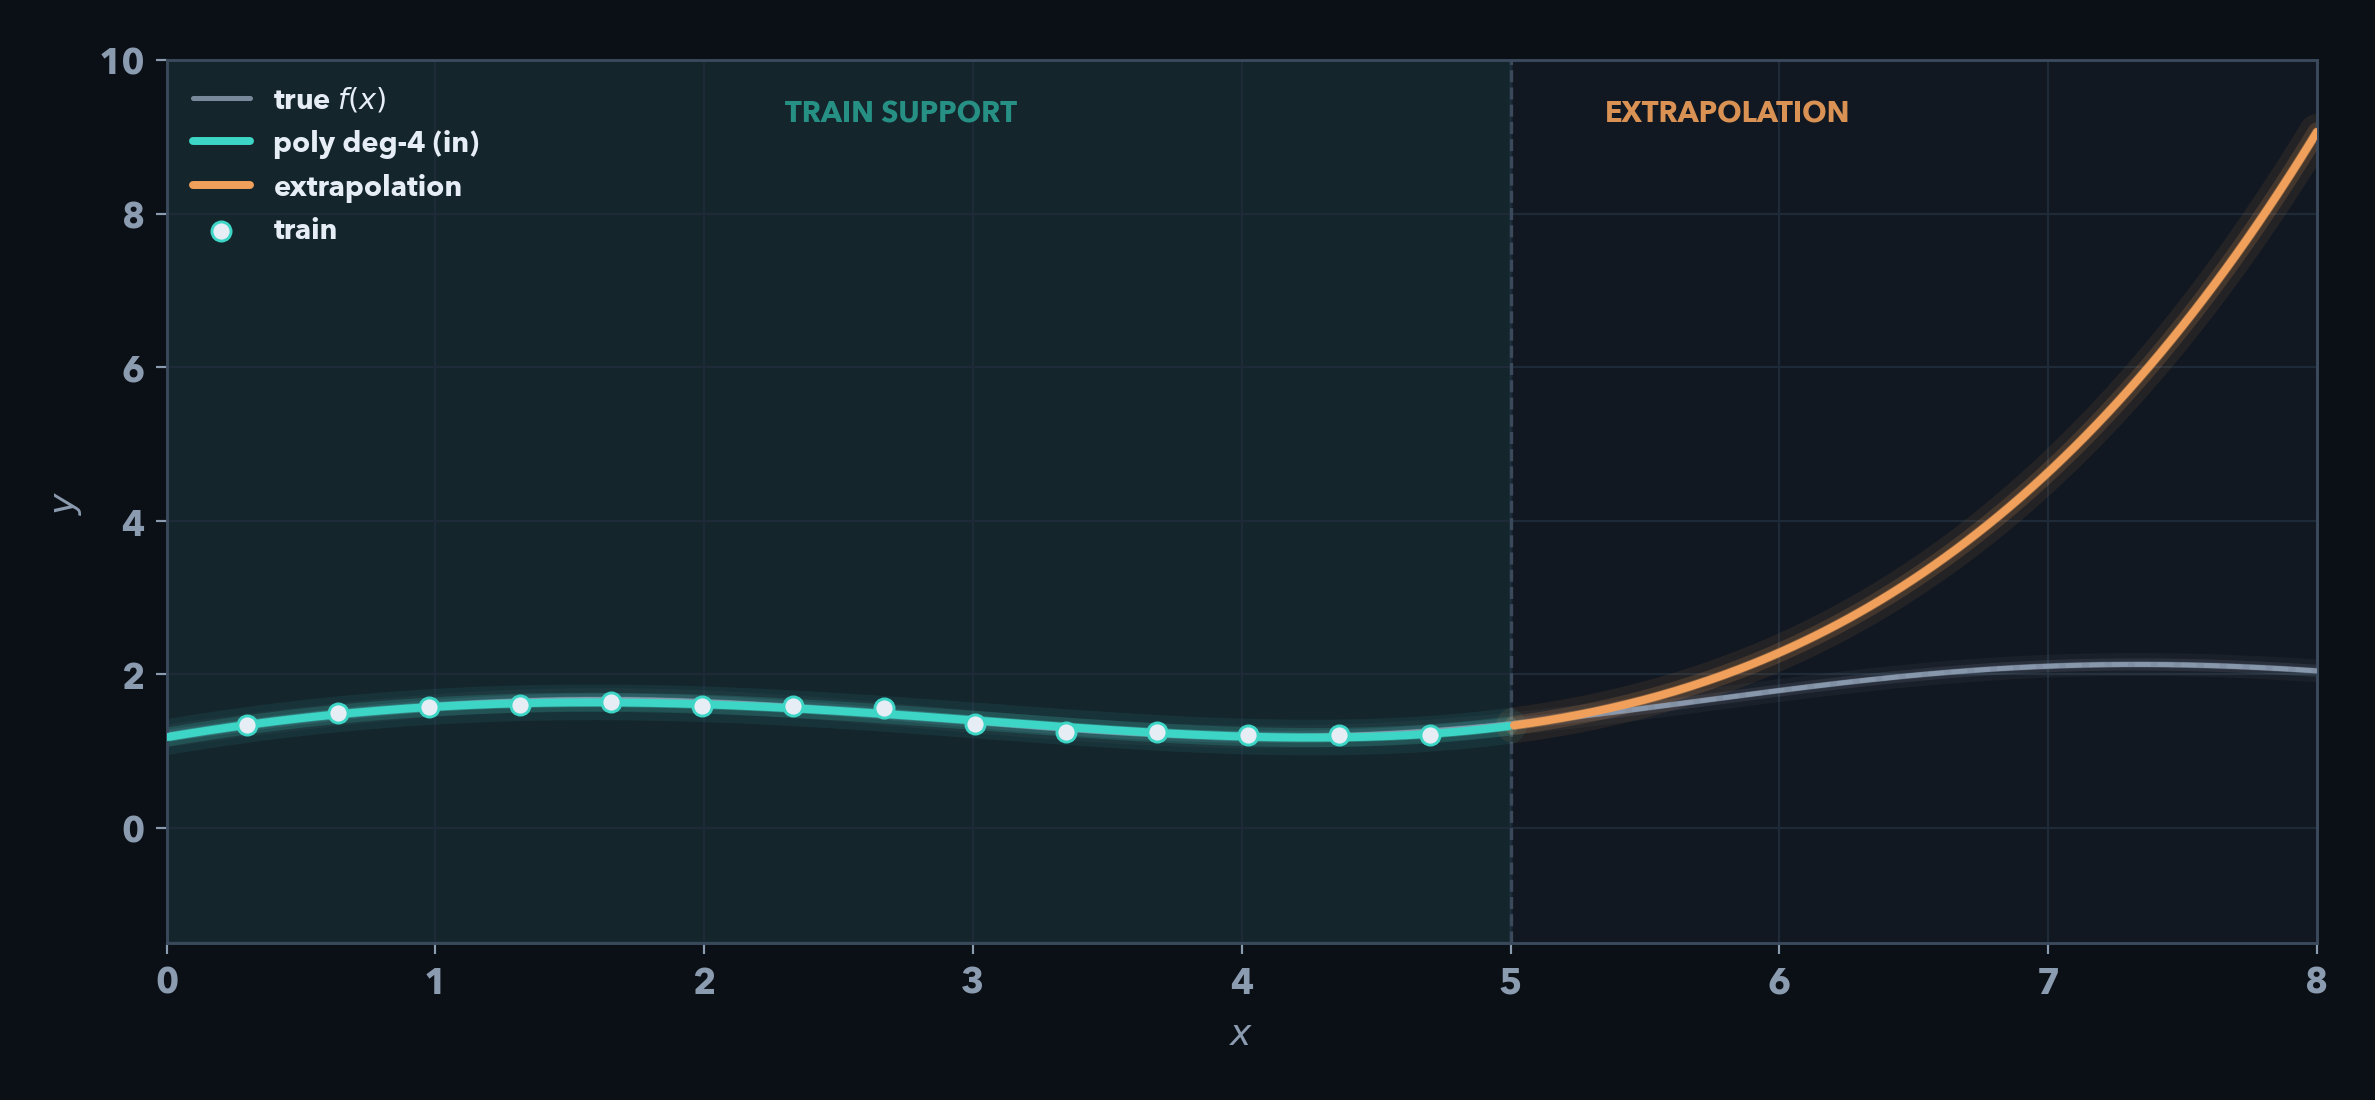 10
8
6
4
2
0
y
true f(x)
poly deg-4 (in)
extrapolation
train
TRAIN SUPPORT
EXTRAPOLATION
0 1 2 3 4 5 6 7 8
x